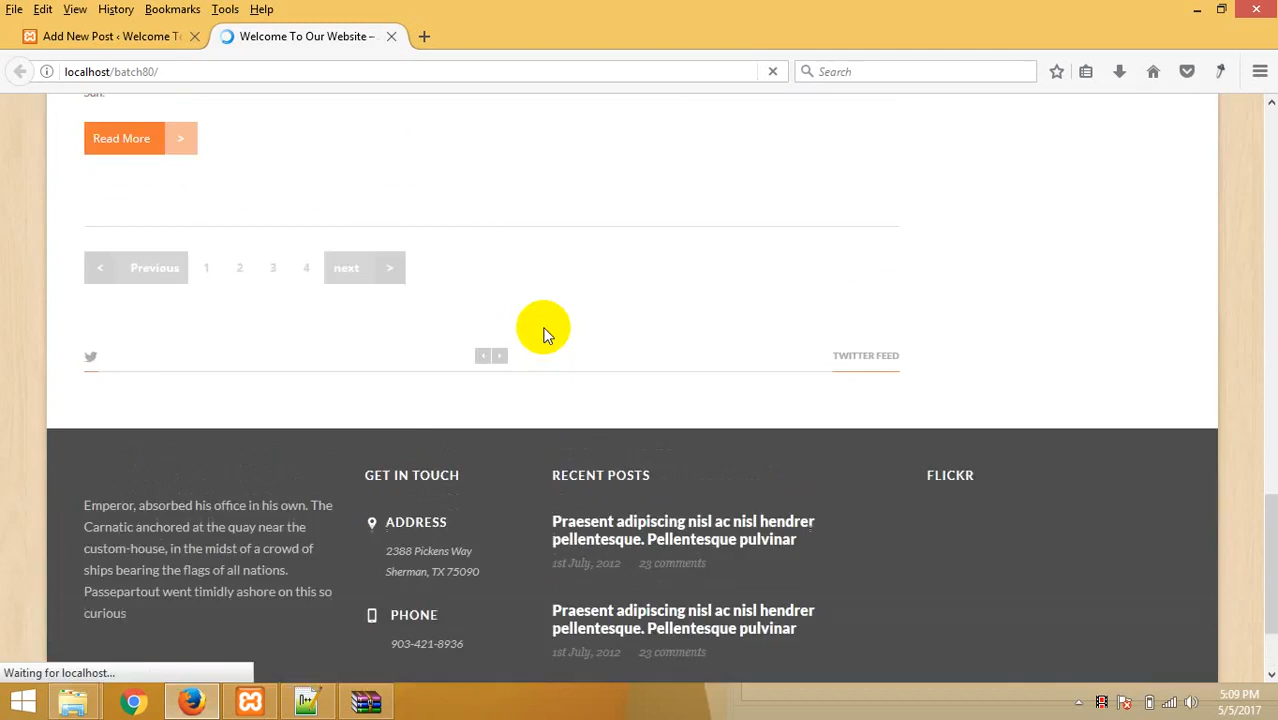 File Edit View History Bookmarks Tools Help
Add New Post ‹ Welcome To
Welcome To Our Website –
localhost/batch80/
Search
Sun.
Read More >
< Previous 1 2 3 4 next >
TWITTER FEED
GET IN TOUCH
RECENT POSTS
FLICKR
Emperor, absorbed his office in his own. The
Carnatic anchored at the quay near the
custom-house, in the midst of a crowd of
ships bearing the flags of all nations.
Passepartout went timidly ashore on this so
curious
ADDRESS
2388 Pickens Way
Sherman, TX 75090
PHONE
903-421-8936
Praesent adipiscing nisl ac nisl hendrer
pellentesque. Pellentesque pulvinar
1st July, 2012 23 comments
Praesent adipiscing nisl ac nisl hendrer
pellentesque. Pellentesque pulvinar
1st July, 2012 23 comments
Waiting for localhost...
5:09 PM
5/5/2017